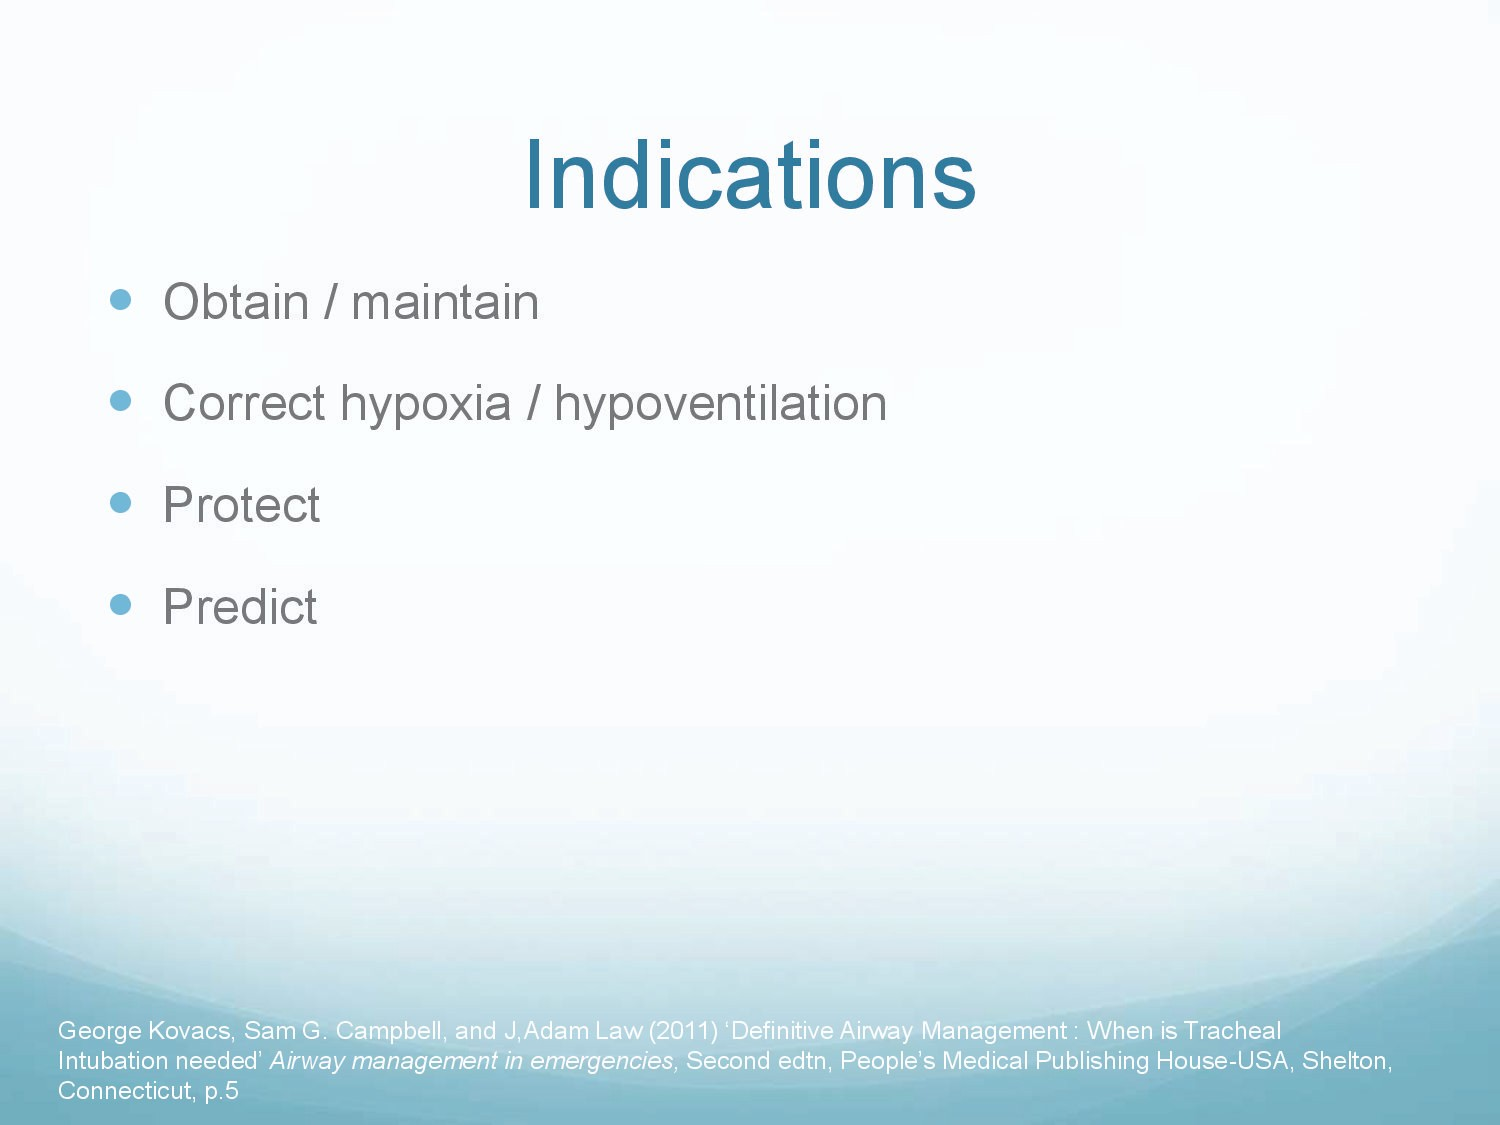 Indications
Obtain / maintain
Correct hypoxia / hypoventilation
Protect
Predict
George Kovacs, Sam G. Campbell, and J,Adam Law (2011) ‘Definitive Airway Management : When is Tracheal
Intubation needed’ Airway management in emergencies, Second edtn, People’s Medical Publishing House-USA, Shelton,
Connecticut, p.5